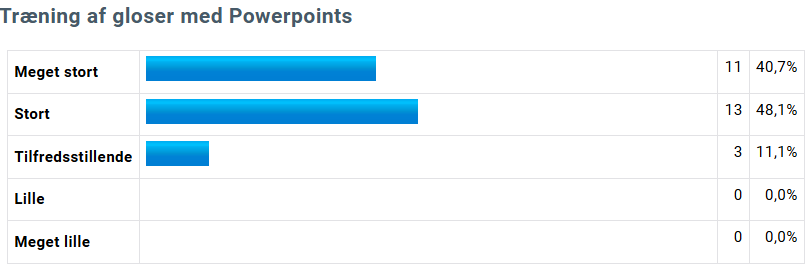 Træning af gloser med Powerpoints
Meget stort 11 40,7%
Stort 13 48,1%
Tilfredsstillende 3 11,1%
Lille 0 0,0%
Meget lille 0 0,0%